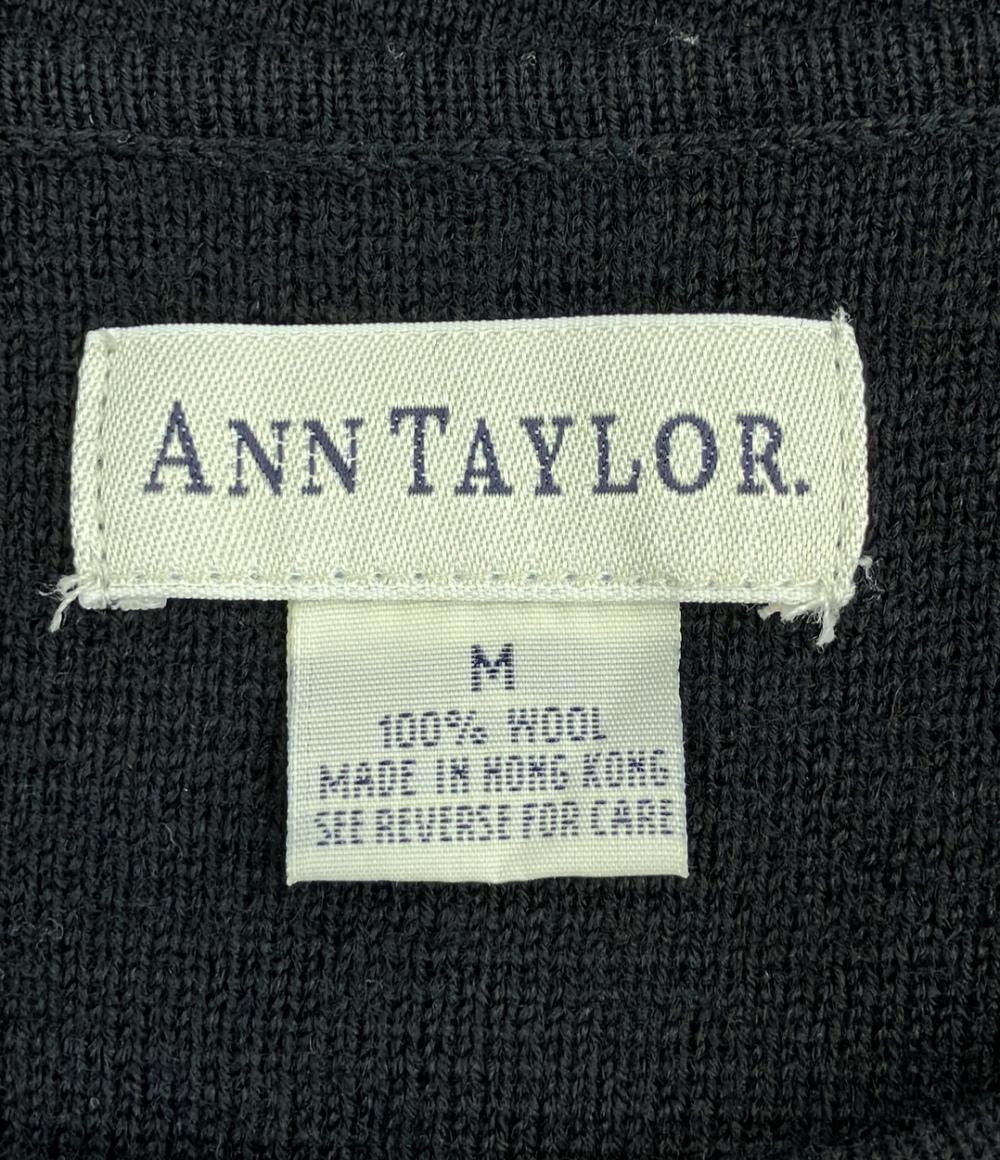 ANN TAYLOR.
M
100% WOOL
MADE IN HONG KONG
SEE REVERSE FOR CARE